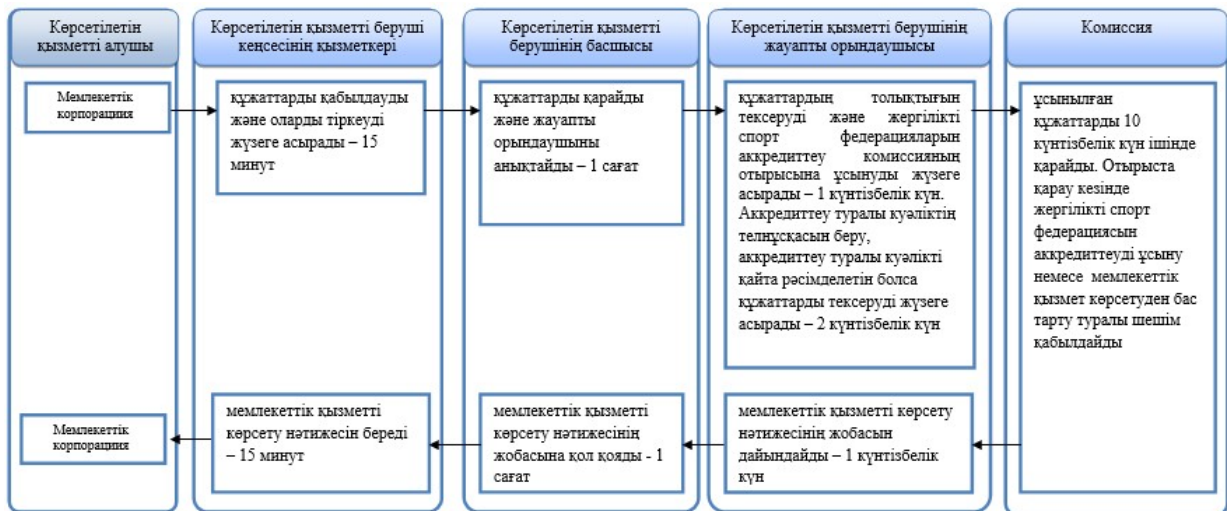 Көрсетілетін
қызметті алушы
Көрсетілетін қызметті беруші
кеңсесінің қызметкері
Көрсетілетін қызметті
берушінің басшысы
Көрсетілетін қызметті берушінің
жауапты орындаушысы
Комиссия
Мемлекеттік
корпорациия
құжаттарды қабылдауды
және оларды тіркеуді
жүзеге асырады – 15
минут
құжаттарды қарайды
және жауапты
орындаушыны
анықтайды – 1 сағат
құжаттардың толықтығын
тексеруді және жергілікті
спорт федерацияларын
аккредиттеу комиссияның
отырысына ұсынуды жүзеге
асырады – 1 күнтізбелік күн.
Аккредиттеу туралы куәліктің
телнұсқасын беру,
аккредиттеу туралы куәлікті
қайта рәсімделетін болса
құжаттарды тексеруді жүзеге
асырады – 2 күнтізбелік күн
ұсынылған
құжаттарды 10
күнтізбелік күн ішінде
қарайды. Отырыста
қарау кезінде
жергілікті спорт
федерациясын
аккредиттеуді ұсыну
немесе мемлекеттік
қызмет көрсетуден бас
тарту туралы шешім
қабылдайды
Мемлекеттік
корпорациия
мемлекеттік қызметті
көрсету нәтижесін береді
– 15 минут
мемлекеттік қызметті
көрсету нәтижесінің
жобасына қол қояды - 1
сағат
мемлекеттік қызметті көрсету
нәтижесінің жобасын
дайындайды – 1 күнтізбелік
күн